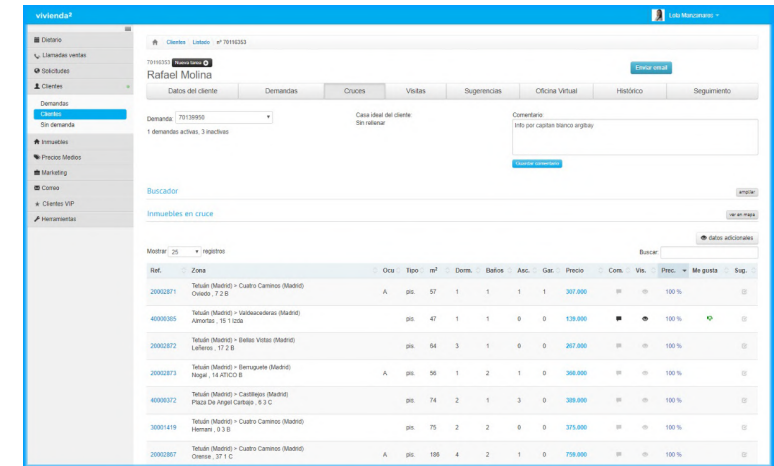 vivienda²
Lola Manzanares
Dietario
Llamadas ventas
Solicitudes
Clientes
Demandas
Clientes
Sin demanda
Inmuebles
Precios Medios
Marketing
Correo
Clientes VIP
Herramientas
Clientes Listado nº 70116353
70116353 Nueva tarea
Rafael Molina
Enviar email
Datos del cliente Demandas Cruces Visitas Sugerencias Oficina Virtual Histórico Seguimiento
Demanda: 70139950
1 demandas activas, 3 inactivas
Casa ideal del cliente:
Sin rellenar
Comentario:
Info por capitan blanco argibay
Guardar comentario
Buscador ampliar
Inmuebles en cruce ver en mapa
datos adicionales
Mostrar 25 registros Buscar:
Ref. Zona Ocu Tipo m² Dorm. Baños Asc. Gar. Precio Com. Vis. Prec. Me gusta Sug.
20002871 Tetuán (Madrid) > Cuatro Caminos (Madrid)
Oviedo , 7 2 B A pis. 57 1 1 1 1 307.000 100 %
40000385 Tetuán (Madrid) > Valdeacederas (Madrid)
Almortas , 15 1 Izda pis. 47 1 1 0 0 139.000 100 %
20002872 Tetuán (Madrid) > Bellas Vistas (Madrid)
Leñeros , 17 2 B pis. 64 3 1 0 0 267.000 100 %
20002873 Tetuán (Madrid) > Berruguete (Madrid)
Nogal , 14 ATICO B A pis. 56 1 2 1 0 360.000 100 %
40000372 Tetuán (Madrid) > Castillejos (Madrid)
Plaza De Angel Carbajo , 6 3 C pis. 74 2 1 3 0 389.000 100 %
30001419 Tetuán (Madrid) > Cuatro Caminos (Madrid)
Hernani , 0 3 B pis. 75 2 2 0 0 375.000 100 %
20002867 Tetuán (Madrid) > Cuatro Caminos (Madrid)
Orense , 37 1 C A pis. 186 4 2 1 0 759.000 100 %